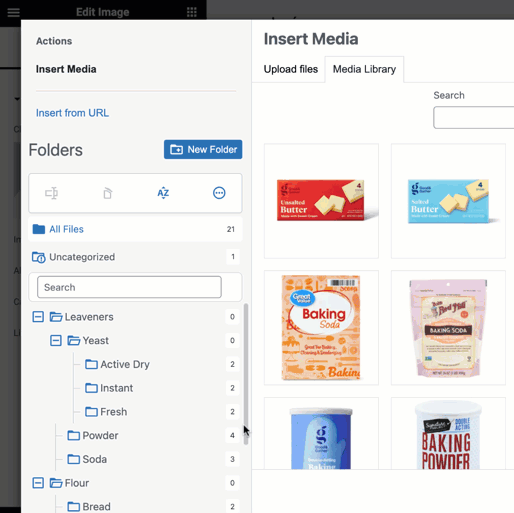 Edit Image
Actions
Insert Media
Insert from URL
Folders
New Folder
AZ
All Files 21
Uncategorized 1
Search
Leaveners 0
Yeast 0
Active Dry 2
Instant 2
Fresh 2
Powder 4
Soda 3
Flour 0
Bread 2
Insert Media
Upload files
Media Library
Search
Unsalted
Butter
4
Salted
Butter
4
Great Value
Baking
Soda
Baking
Bob's
Red Mill
BAKING SODA
Baking
DOUBLE
ACTING
BAKING
POWDER